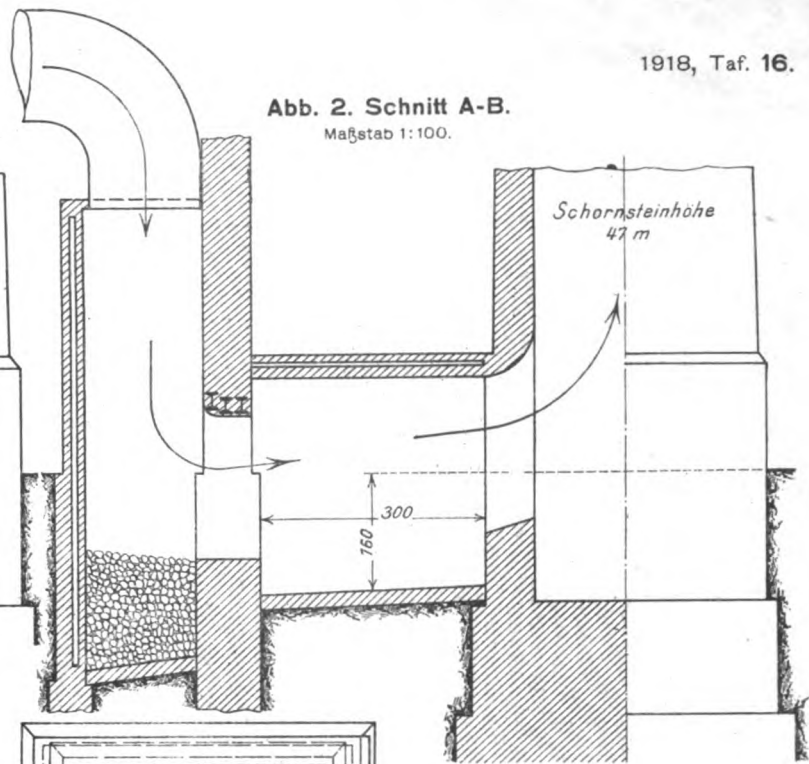 1918, Taf. 16.
Abb. 2. Schnitt A-B.
Maßstab 1:100.
Schornsteinhöhe
47 m
300
160